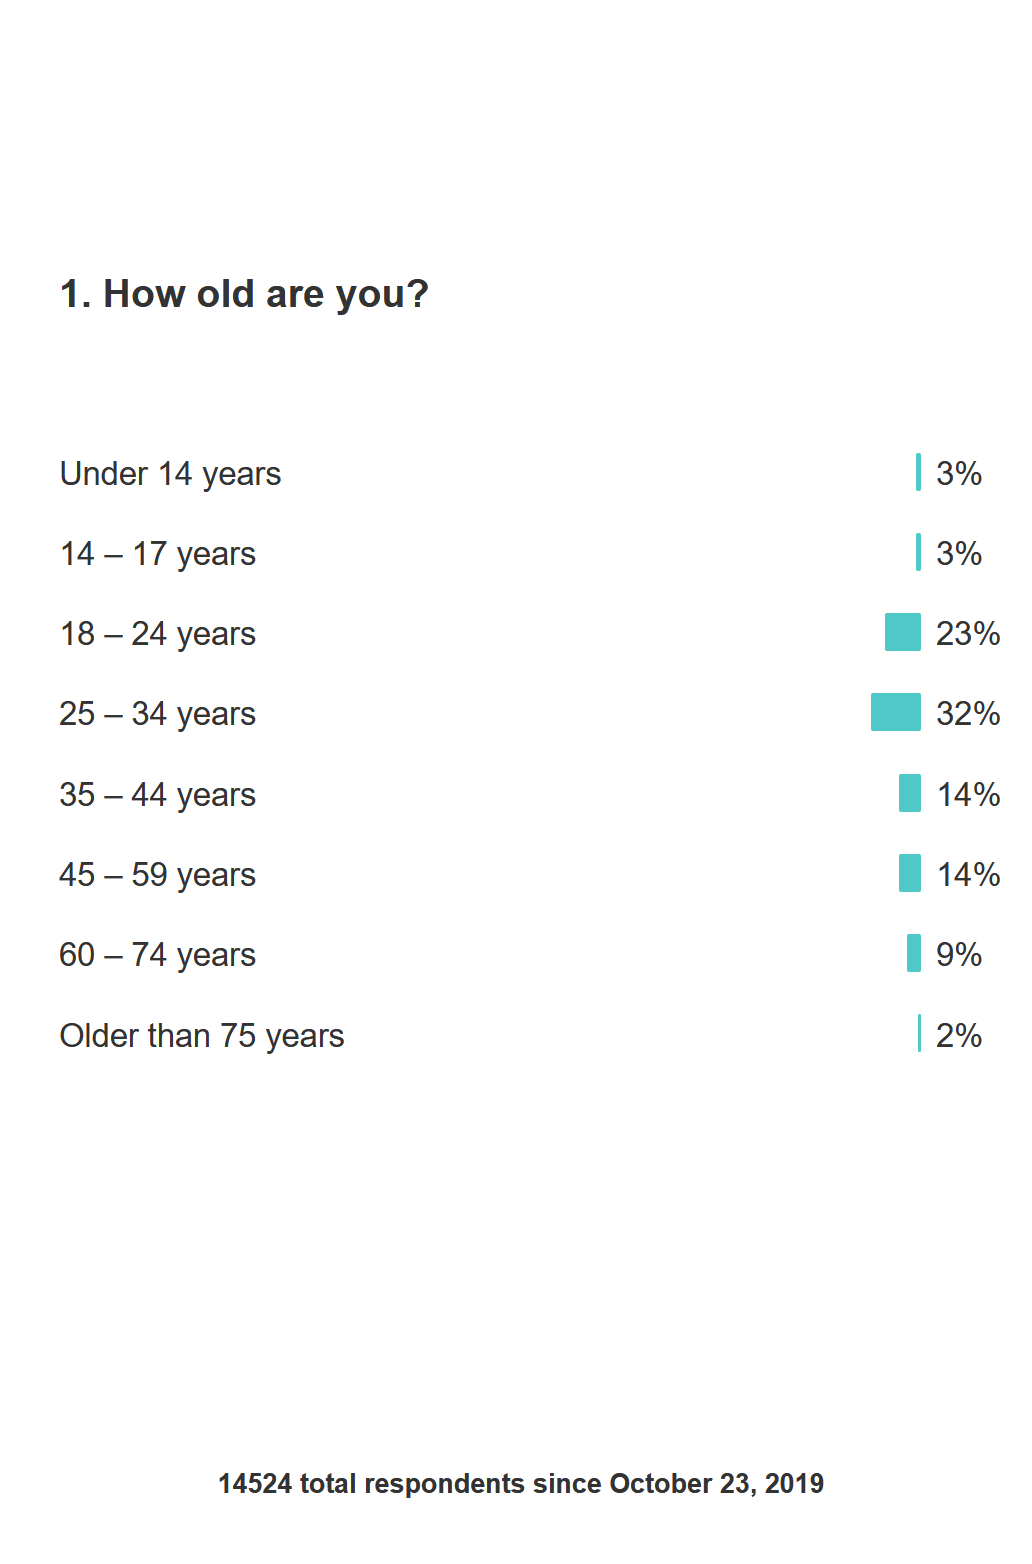 1. How old are you?
Under 14 years 3%
14 – 17 years 3%
18 – 24 years 23%
25 – 34 years 32%
35 – 44 years 14%
45 – 59 years 14%
60 – 74 years 9%
Older than 75 years 2%
14524 total respondents since October 23, 2019